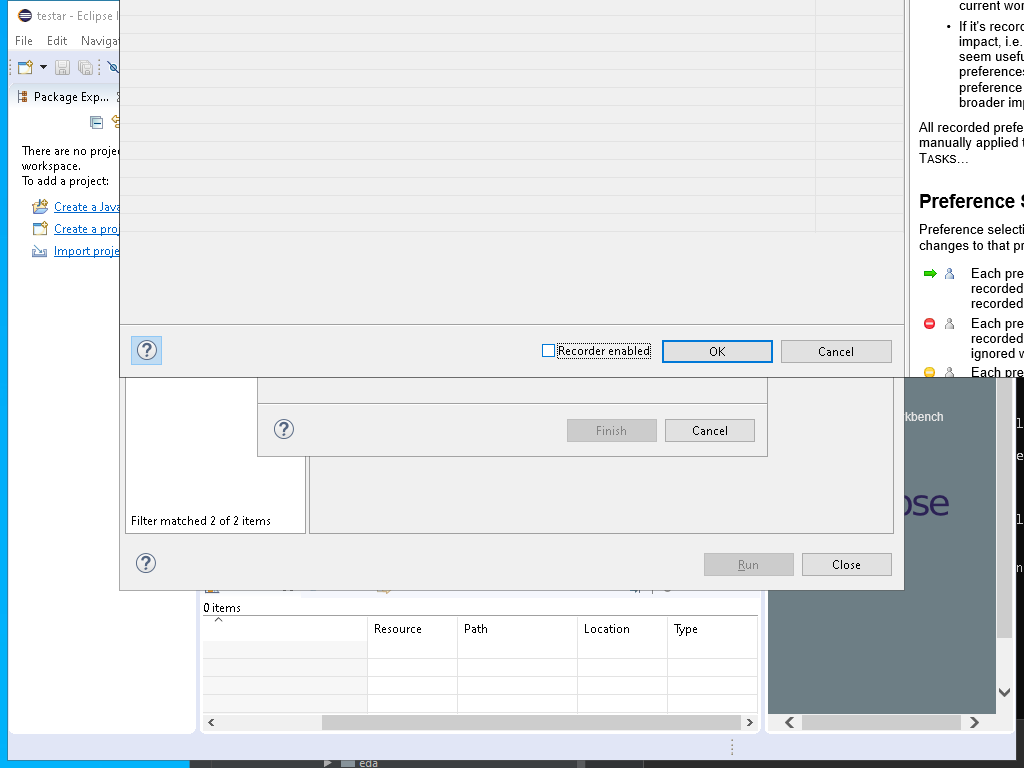 testar - Eclipse I
File Edit Naviga
Package Exp...
There are no proje
workspace.
To add a project:
Create a Java
Create a pro
Import proje
current wor
• If it's record
impact, i.e.
seem usefu
preferences
preference
broader imp
All recorded prefe
manually applied t
TASKS...
Preference S
Preference selecti
changes to that pr
Each pre
recorded
recorded
Each pre
recorded
ignored w
Each pre
Recorder enabled
OK
Cancel
Finish
Cancel
kbench
ose
Filter matched 2 of 2 items
Run
Close
0 items
Resource Path Location Type
eda